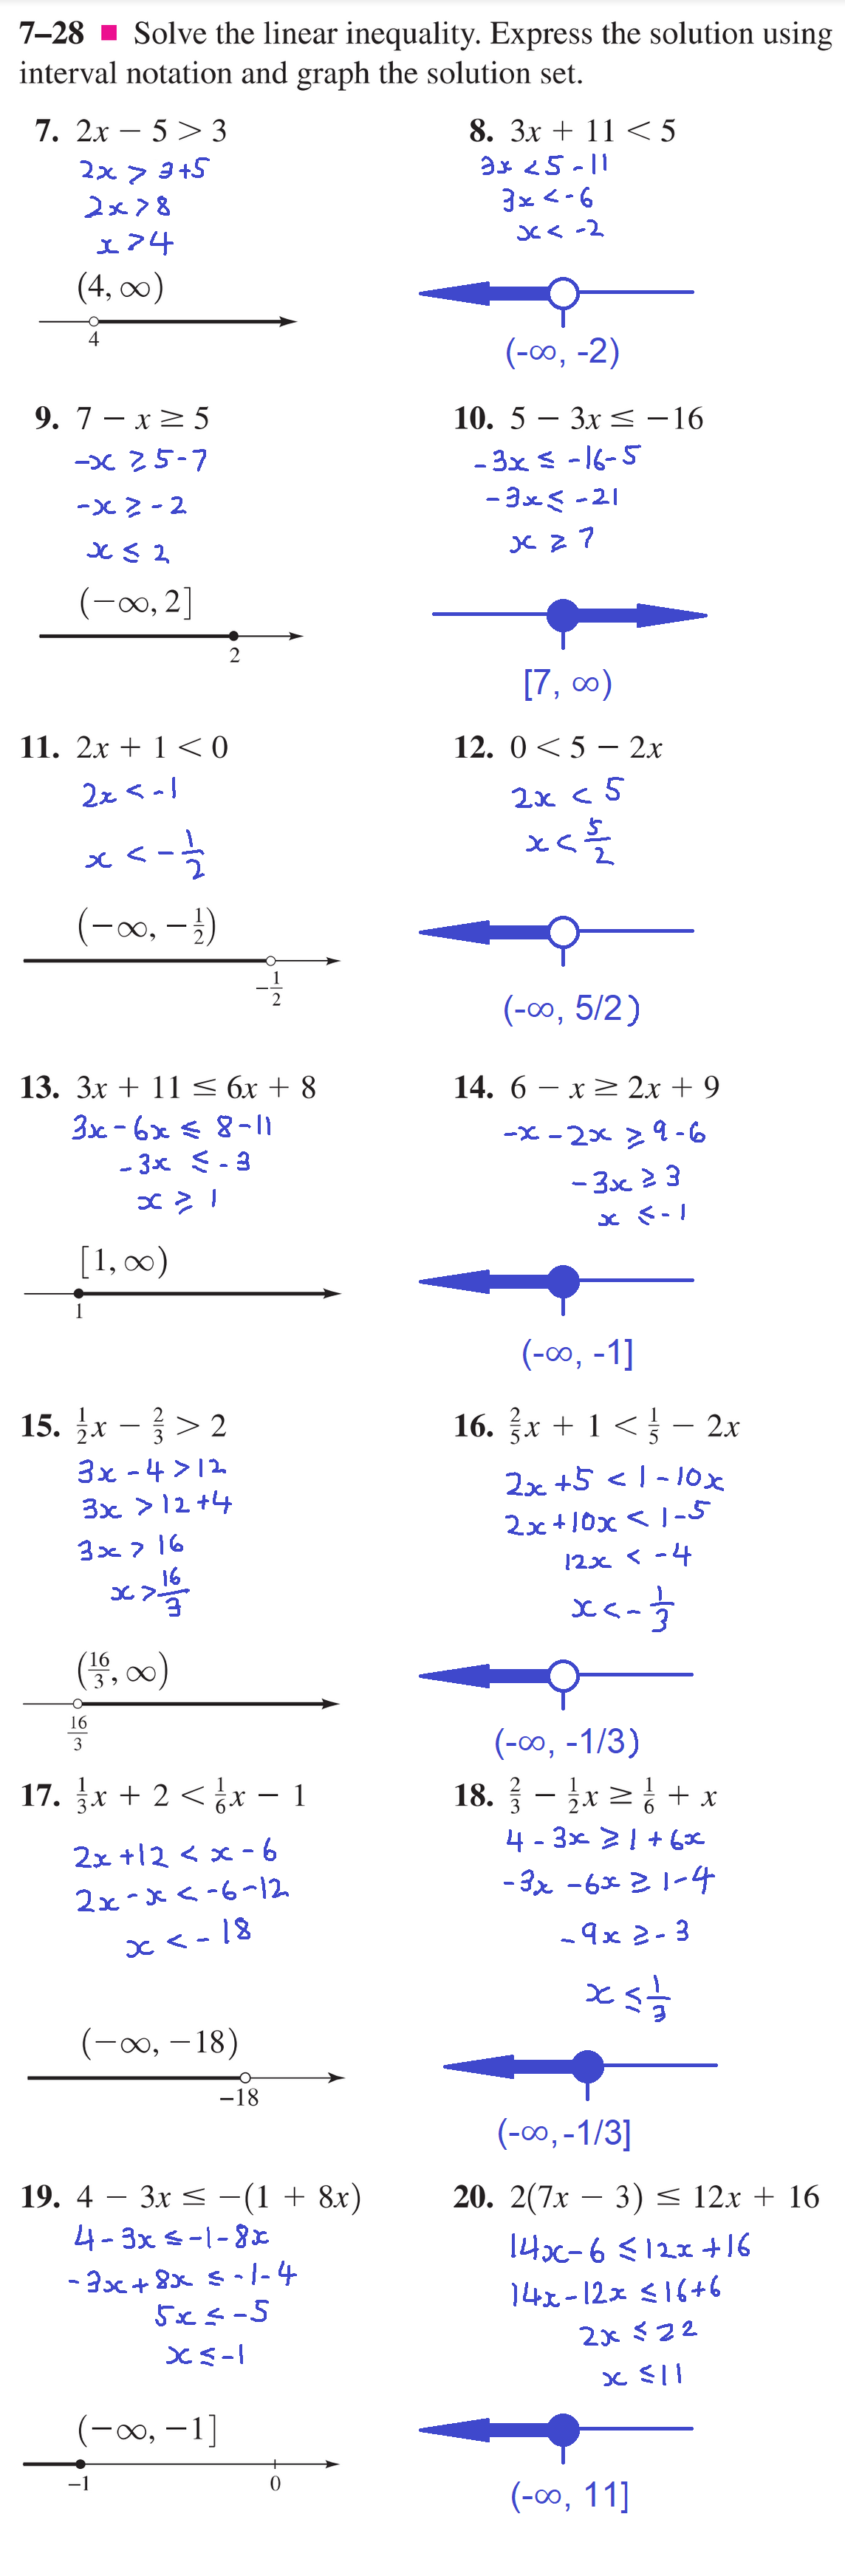 7–28 ■ Solve the linear inequality. Express the solution using
interval notation and graph the solution set.
7. 2x − 5 > 3
2x > 3+5
2x > 8
x > 4
(4, ∞)
4
8. 3x + 11 < 5
3x < 5 - 11
3x < -6
x < -2
(-∞, -2)
9. 7 − x ≥ 5
-x ≥ 5-7
-x ≥ -2
x ≤ 2
(−∞, 2]
2
10. 5 − 3x ≤ −16
-3x ≤ -16-5
-3x ≤ -21
x ≥ 7
[7, ∞)
11. 2x + 1 < 0
2x < -1
x < -1/2
(−∞, −1/2)
−1/2
12. 0 < 5 − 2x
2x < 5
x < 5/2
(-∞, 5/2)
13. 3x + 11 ≤ 6x + 8
3x - 6x ≤ 8-11
-3x ≤ -3
x ≥ 1
[1, ∞)
1
14. 6 − x ≥ 2x + 9
-x - 2x ≥ 9-6
-3x ≥ 3
x ≤ -1
(-∞, -1]
15. 1/2x − 2/3 > 2
3x - 4 > 12
3x > 12+4
3x > 16
x > 16/3
(16/3, ∞)
16/3
16. 2/5x + 1 < 1/5 − 2x
2x + 5 < 1 - 10x
2x + 10x < 1-5
12x < -4
x < -1/3
(-∞, -1/3)
17. 1/3x + 2 < 1/6x − 1
2x + 12 < x - 6
2x - x < -6-12
x < -18
(−∞, −18)
−18
18. 2/3 − 1/2x ≥ 1/6 + x
4 - 3x ≥ 1 + 6x
-3x - 6x ≥ 1-4
-9x ≥ -3
x ≤ 1/3
(-∞,-1/3]
19. 4 − 3x ≤ −(1 + 8x)
4 - 3x ≤ -1-8x
-3x + 8x ≤ -1-4
5x ≤ -5
x ≤ -1
(−∞, −1]
−1 0
20. 2(7x − 3) ≤ 12x + 16
14x - 6 ≤ 12x + 16
14x - 12x ≤ 16+6
2x ≤ 22
x ≤ 11
(-∞, 11]